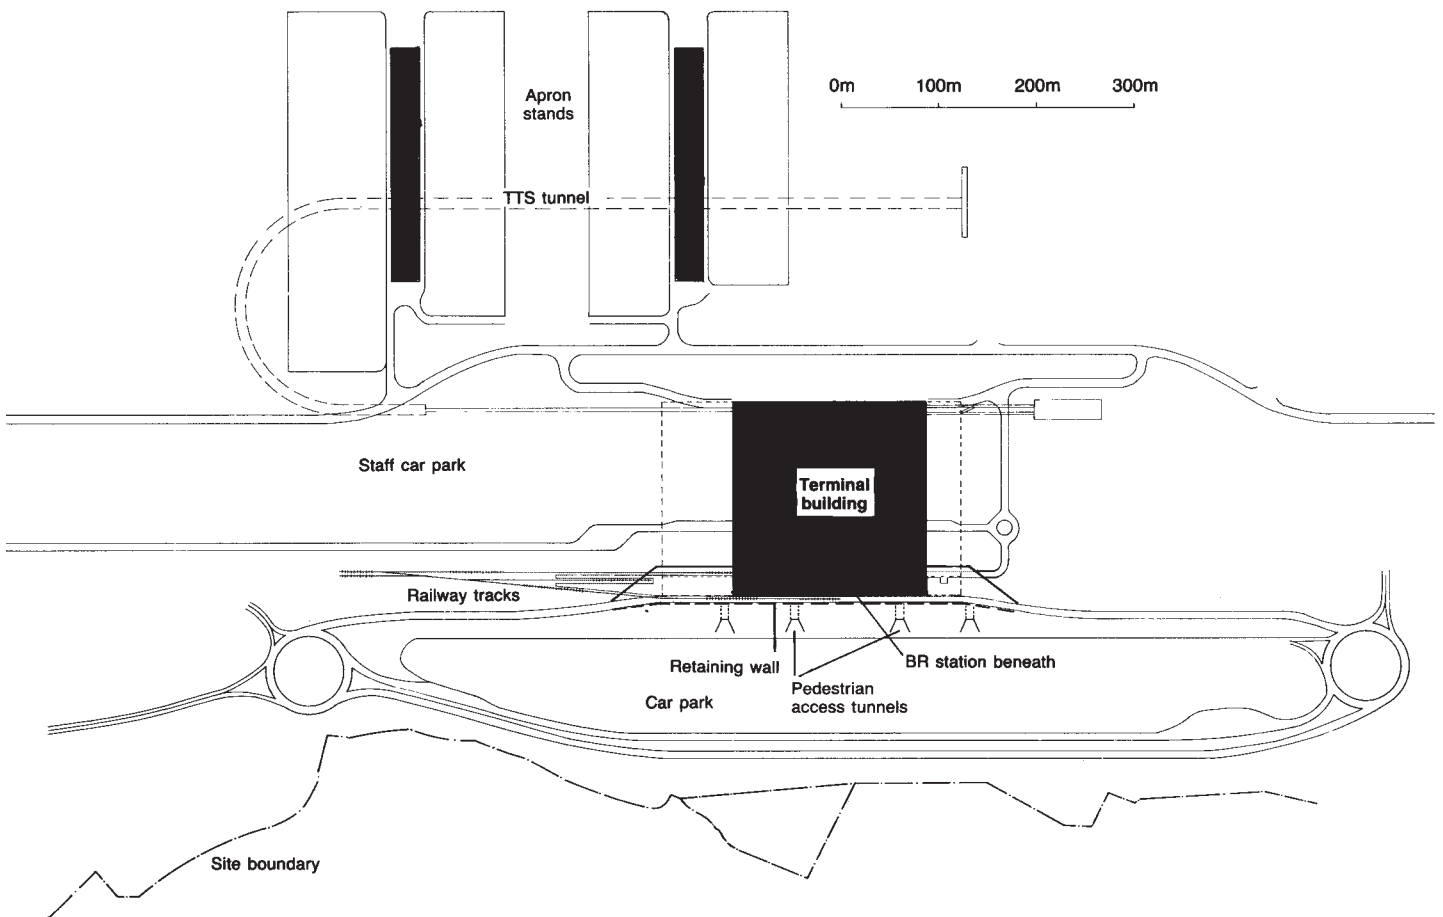 Apron
stands
0m 100m 200m 300m
TTS tunnel
Staff car park
Terminal
building
Railway tracks
Retaining wall
BR station beneath
Car park
Pedestrian
access tunnels
Site boundary